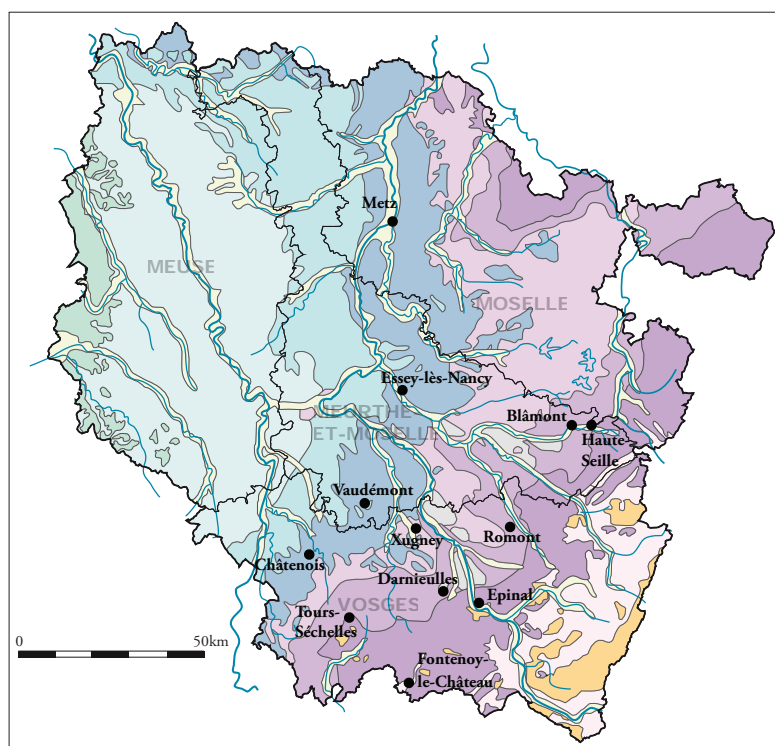 Metz
MEUSE
MOSELLE
Essey-lès-Nancy
MEURTHE-
ET-MOSELLE
Blâmont
Haute-
Seille
Vaudémont
Xugney
Romont
Châtenois
Darnieulles
Epinal
VOSGES
Tours-
Séchelles
0
50km
Fontenoy-
le-Château